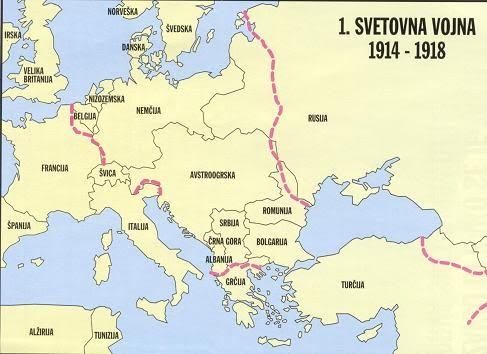 1. SVETOVNA VOJNA
1914 - 1918
NORVEŠKA
ŠVEDSKA
IRSKA
DANSKA
VELIKA
BRITANIJA
NIZOZEMSKA
NEMČIJA
BELGIJA
RUSIJA
FRANCIJA
ŠVICA
AVSTROOGRSKA
ROMUNIJA
ŠPANIJA
ITALIJA
SRBIJA
ČRNA GORA
BOLGARIJA
ALBANIJA
GRČIJA
TURČIJA
ALŽIRIJA
TUNIZIJA